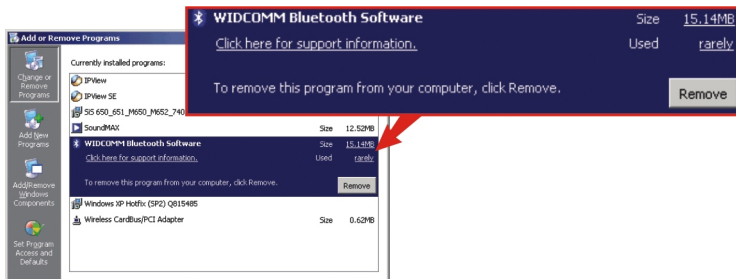 WIDCOMM Bluetooth Software Size 15.14MB
Click here for support information. Used rarely
To remove this program from your computer, click Remove.
Remove
Add or Remove Programs
Change or
Remove
Programs
Add New
Programs
Add/Remove
Windows
Components
Set Program
Access and
Defaults
Currently installed programs:
IPView
IPView SE
SiS 650_651_M650_M652_740
SoundMAX Size 12.52MB
WIDCOMM Bluetooth Software Size 15.14MB
Click here for support information. Used rarely
To remove this program from your computer, click Remove.
Remove
Windows XP Hotfix (SP2) Q815485
Wireless CardBus/PCI Adapter Size 0.62MB